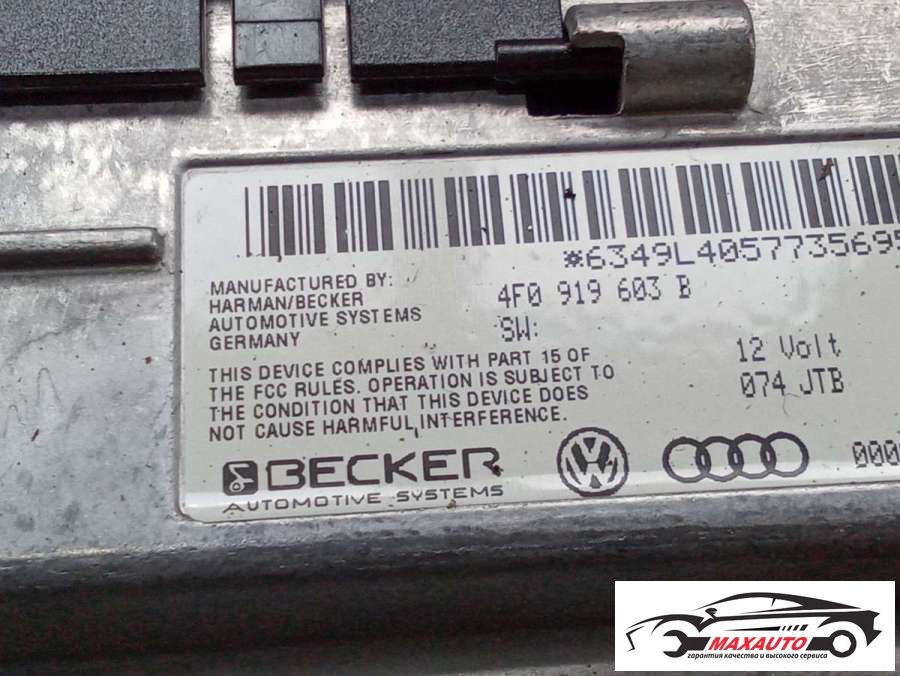 *6349L4057735695
MANUFACTURED BY:
HARMAN/BECKER
AUTOMOTIVE SYSTEMS
GERMANY
4F0 919 603 B
SW:
12 Volt
074 JTB
THIS DEVICE COMPLIES WITH PART 15 OF
THE FCC RULES. OPERATION IS SUBJECT TO
THE CONDITION THAT THIS DEVICE DOES
NOT CAUSE HARMFUL INTERFERENCE.
BECKER
AUTOMOTIVE SYSTEMS
000
MAXAUTO
гарантия качества и высокого сервиса